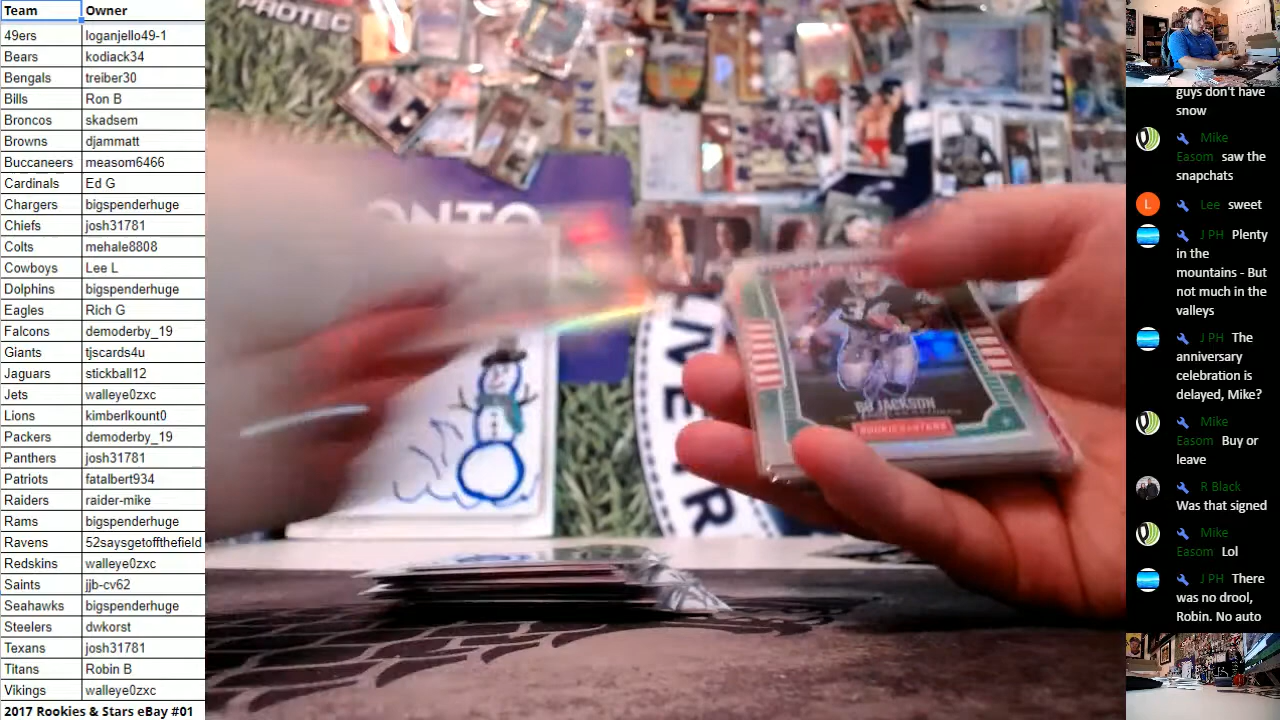 Team Owner
49ers loganjello49-1
Bears kodiack34
Bengals treiber30
Bills Ron B
Broncos skadsem
Browns djammatt
Buccaneers measom6466
Cardinals Ed G
Chargers bigspenderhuge
Chiefs josh31781
Colts mehale8808
Cowboys Lee L
Dolphins bigspenderhuge
Eagles Rich G
Falcons demoderby_19
Giants tjscards4u
Jaguars stickball12
Jets walleye0zxc
Lions kimberlkount0
Packers demoderby_19
Panthers josh31781
Patriots fatalbert934
Raiders raider-mike
Rams bigspenderhuge
Ravens 52saysgetoffthefield
Redskins walleye0zxc
Saints jjb-cv62
Seahawks bigspenderhuge
Steelers dwkorst
Texans josh31781
Titans Robin B
Vikings walleye0zxc
2017 Rookies & Stars eBay #01
PROTEC
ONTO
NVER
BO JACKSON
guys don't have
snow
Mike
Easom saw the
snapchats
L Lee sweet
J PH Plenty
in the
mountains - But
not much in the
valleys
J PH The
anniversary
celebration is
delayed, Mike?
Mike
Easom Buy or
leave
R Black
Was that signed
Mike
Easom Lol
J PH There
was no drool,
Robin. No auto